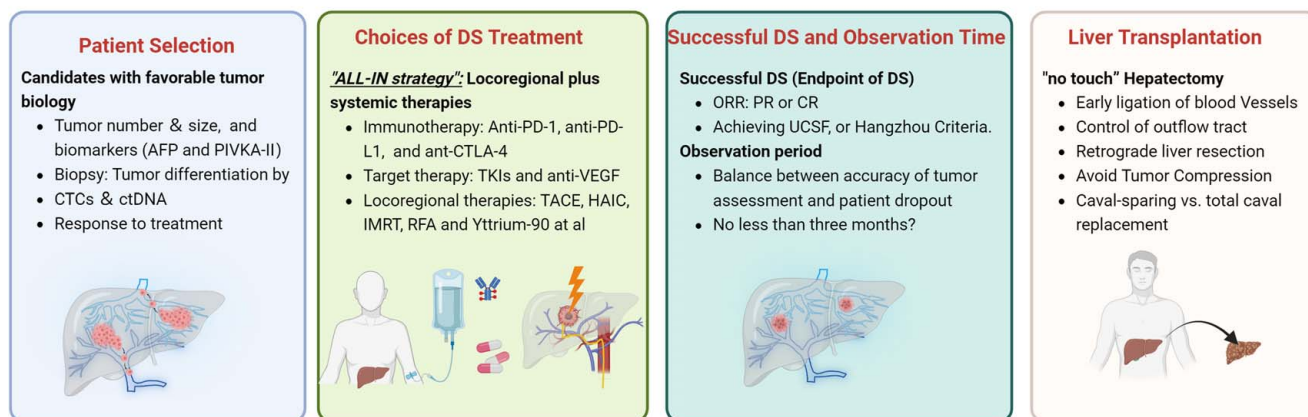 Patient Selection
Candidates with favorable tumor
biology
• Tumor number & size, and
biomarkers (AFP and PIVKA-II)
• Biopsy: Tumor differentiation by
• CTCs & ctDNA
• Response to treatment
Choices of DS Treatment
"ALL-IN strategy": Locoregional plus
systemic therapies
• Immunotherapy: Anti-PD-1, anti-PD-
L1, and ant-CTLA-4
• Target therapy: TKIs and anti-VEGF
• Locoregional therapies: TACE, HAIC,
IMRT, RFA and Yttrium-90 at al
Successful DS and Observation Time
Successful DS (Endpoint of DS)
• ORR: PR or CR
• Achieving UCSF, or Hangzhou Criteria.
Observation period
• Balance between accuracy of tumor
assessment and patient dropout
• No less than three months?
Liver Transplantation
"no touch” Hepatectomy
• Early ligation of blood Vessels
• Control of outflow tract
• Retrograde liver resection
• Avoid Tumor Compression
• Caval-sparing vs. total caval
replacement